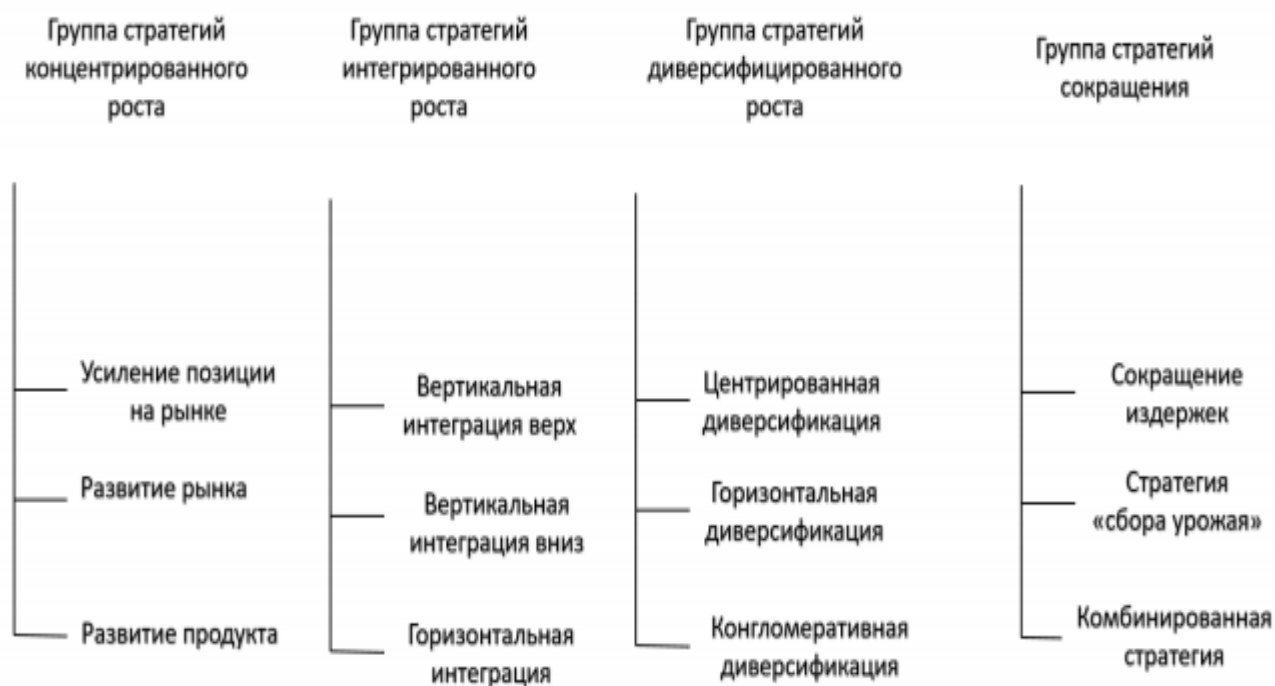 Группа стратегий
концентрированного
роста
Группа стратегий
интегрированного
роста
Группа стратегий
диверсифицированного
роста
Группа стратегий
сокращения
Усиление позиции
на рынке
Развитие рынка
Развитие продукта
Вертикальная
интеграция верх
Вертикальная
интеграция вниз
Горизонтальная
интеграция
Центрированная
диверсификация
Горизонтальная
диверсификация
Конгломеративная
диверсификация
Сокращение
издержек
Стратегия
«сбора урожая»
Комбинированная
стратегия